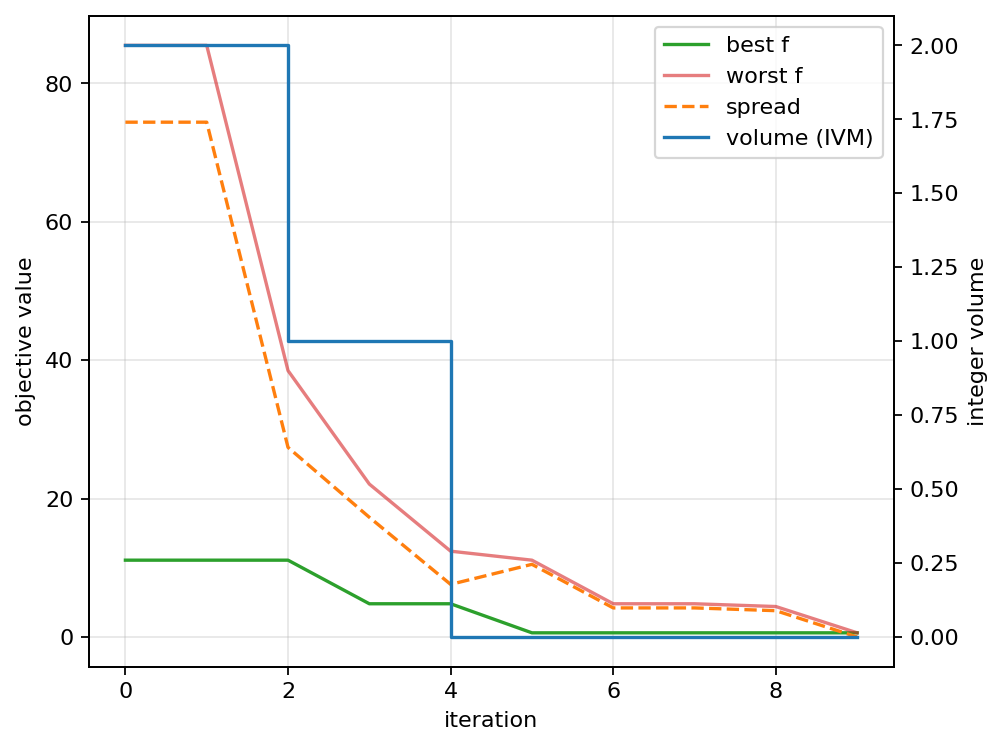 best f
worst f
spread
volume (IVM)
80
60
40
20
0
objective value
2.00
1.75
1.50
1.25
1.00
0.75
0.50
0.25
0.00
integer volume
0 2 4 6 8
iteration